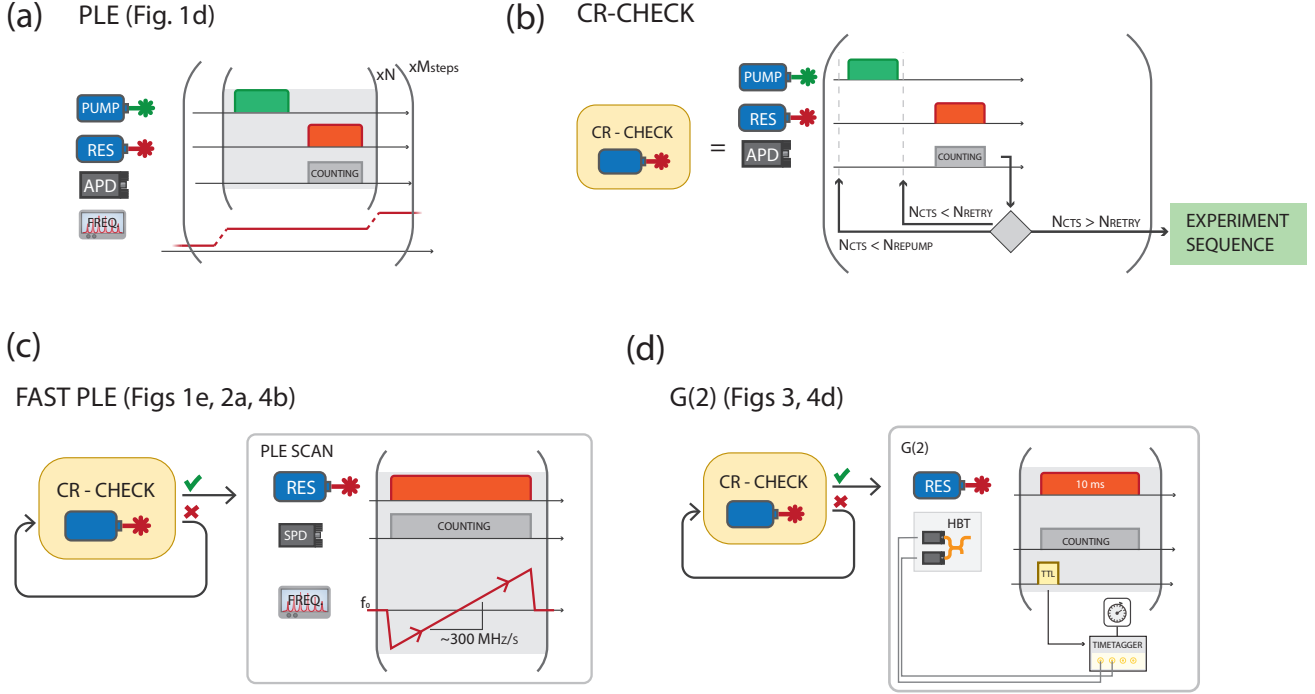 (a) PLE (Fig. 1d)
xN xMsteps
PUMP
RES
APD
COUNTING
FREQ
(b) CR-CHECK
CR - CHECK
=
PUMP
RES
APD
COUNTING
NCTS < NRETRY
NCTS > NRETRY
NCTS < NREPUMP
EXPERIMENT
SEQUENCE
(c)
FAST PLE (Figs 1e, 2a, 4b)
CR - CHECK
PLE SCAN
RES
SPD
COUNTING
FREQ
f₀
~300 MHz/s
(d)
G(2) (Figs 3, 4d)
CR - CHECK
G(2)
RES
10 ms
HBT
COUNTING
TTL
TIMETAGGER